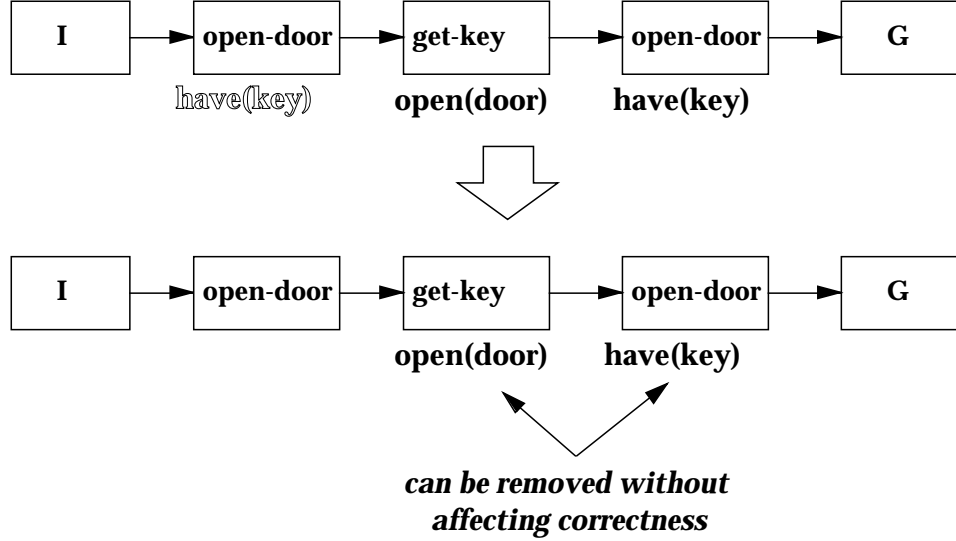 I open-door get-key open-door G
have(key) open(door) have(key)
I open-door get-key open-door G
open(door) have(key)
can be removed without
affecting correctness